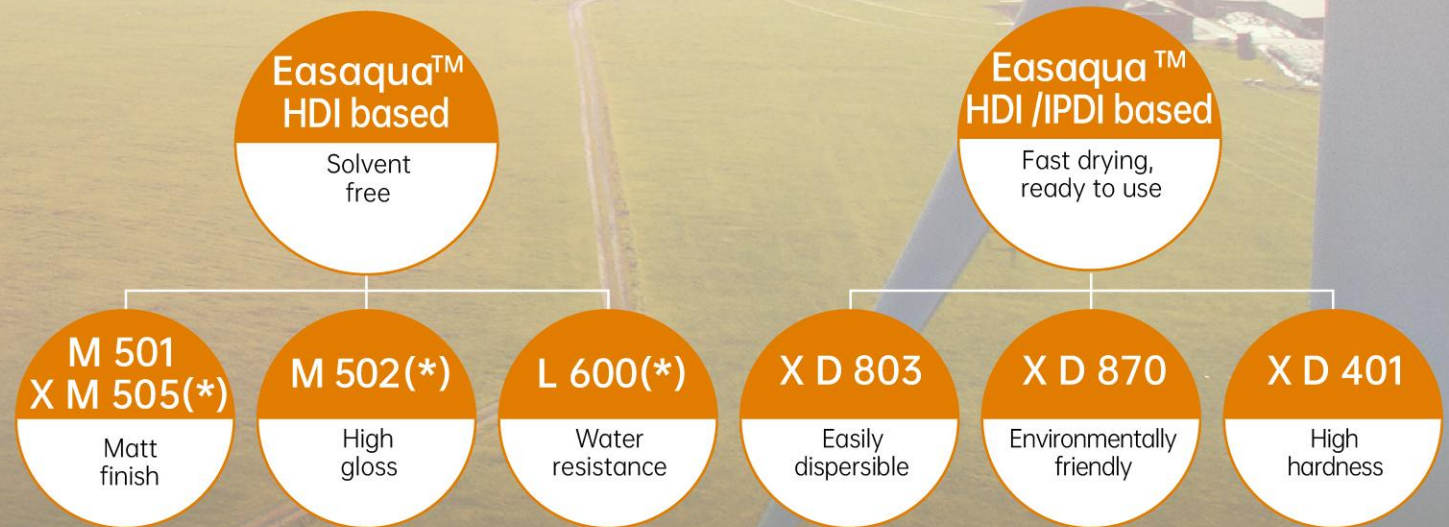 Easaqua™
HDI based
Solvent
free
Easaqua ™
HDI /IPDI based
Fast drying,
ready to use
M 501
X M 505(*)
Matt
finish
M 502(*)
High
gloss
L 600(*)
Water
resistance
X D 803
Easily
dispersible
X D 870
Environmentally
friendly
X D 401
High
hardness